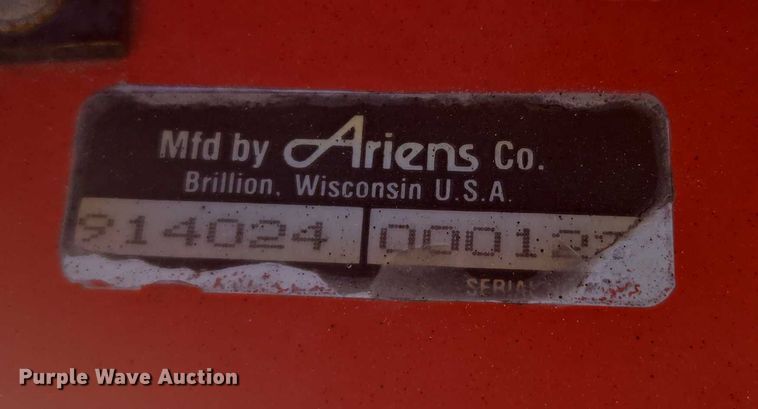 Mfd by Ariens Co.
Brillion, Wisconsin U.S.A.
914024
Purple Wave Auction